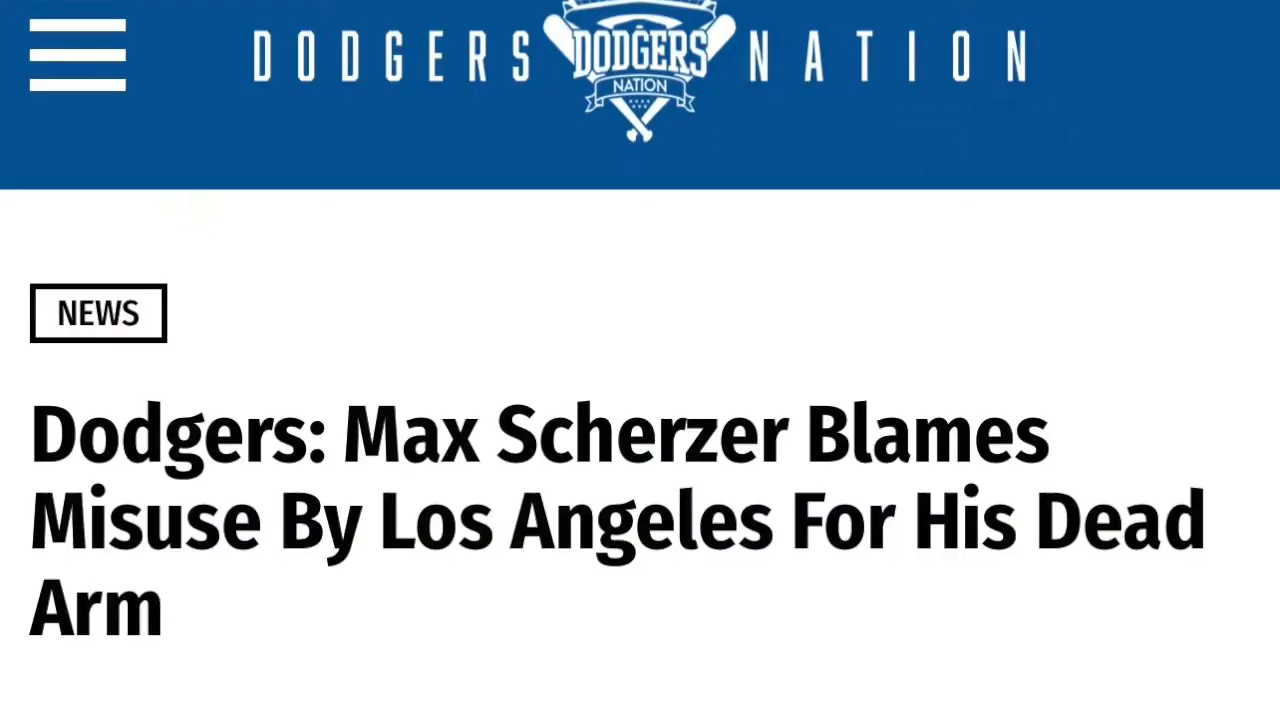 DODGERS DODGERS NATION
NATION
NEWS
Dodgers: Max Scherzer Blames
Misuse By Los Angeles For His Dead
Arm